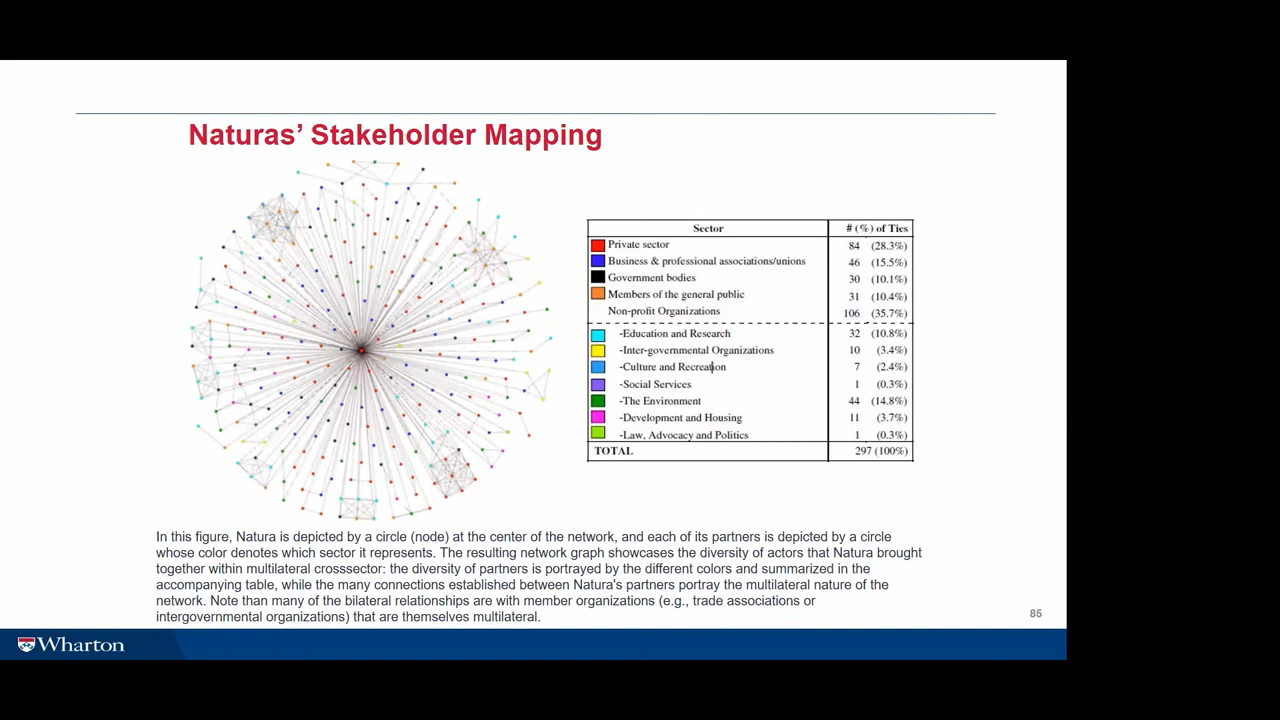 Naturas' Stakeholder Mapping
Sector # (%) of Ties
Private sector 84 (28.3%)
Business & professional associations/unions 46 (15.5%)
Government bodies 30 (10.1%)
Members of the general public 31 (10.4%)
Non-profit Organizations 106 (35.7%)
-Education and Research 32 (10.8%)
-Inter-governmental Organizations 10 (3.4%)
-Culture and Recreation 7 (2.4%)
-Social Services 1 (0.3%)
-The Environment 44 (14.8%)
-Development and Housing 11 (3.7%)
-Law, Advocacy and Politics 1 (0.3%)
TOTAL 297 (100%)
In this figure, Natura is depicted by a circle (node) at the center of the network, and each of its partners is depicted by a circle
whose color denotes which sector it represents. The resulting network graph showcases the diversity of actors that Natura brought
together within multilateral crosssector: the diversity of partners is portrayed by the different colors and summarized in the
accompanying table, while the many connections established between Natura's partners portray the multilateral nature of the
network. Note than many of the bilateral relationships are with member organizations (e.g., trade associations or
intergovernmental organizations) that are themselves multilateral.
85
Wharton